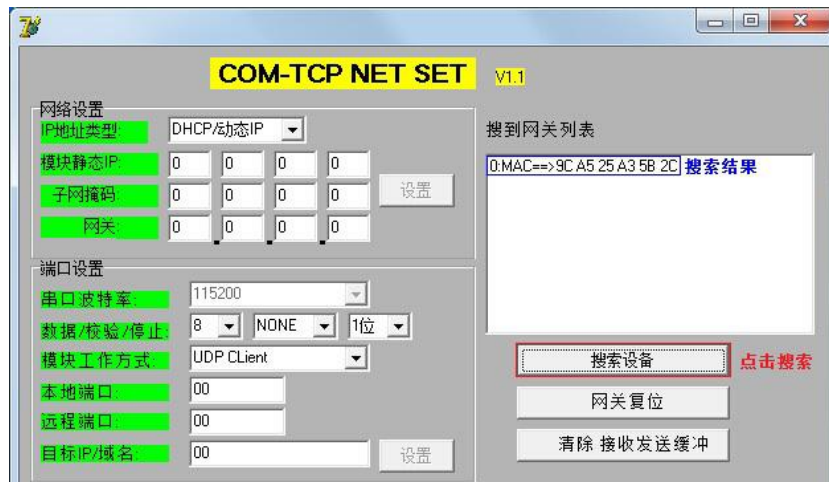 COM-TCP NET SET V1.1
网络设置
IP地址类型: DHCP/动态IP
模块静态IP: 0 0 0 0
子网掩码: 0 0 0 0 设置
网关: 0 0 0 0
端口设置
串口波特率: 115200
数据/校验/停止: 8 NONE 1位
模块工作方式: UDP CLient
本地端口: 00
远程端口: 00
目标IP/域名: 00 设置
搜到网关列表
0:MAC==>9C A5 25 A3 5B 2C 搜索结果
搜索设备 点击搜索
网关复位
清除 接收发送缓冲